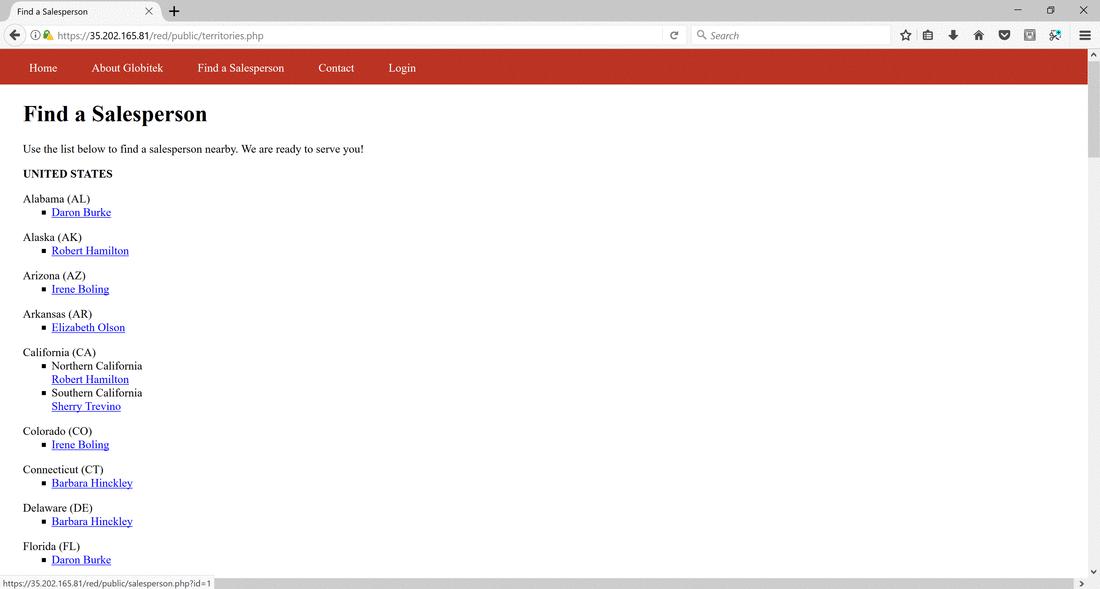 Find a Salesperson
https://35.202.165.81/red/public/territories.php
Search
Home About Globitek Find a Salesperson Contact Login
Find a Salesperson
Use the list below to find a salesperson nearby. We are ready to serve you!
UNITED STATES
Alabama (AL)
Daron Burke
Alaska (AK)
Robert Hamilton
Arizona (AZ)
Irene Boling
Arkansas (AR)
Elizabeth Olson
California (CA)
Northern California
Robert Hamilton
Southern California
Sherry Trevino
Colorado (CO)
Irene Boling
Connecticut (CT)
Barbara Hinckley
Delaware (DE)
Barbara Hinckley
Florida (FL)
Daron Burke
https://35.202.165.81/red/public/salesperson.php?id=1